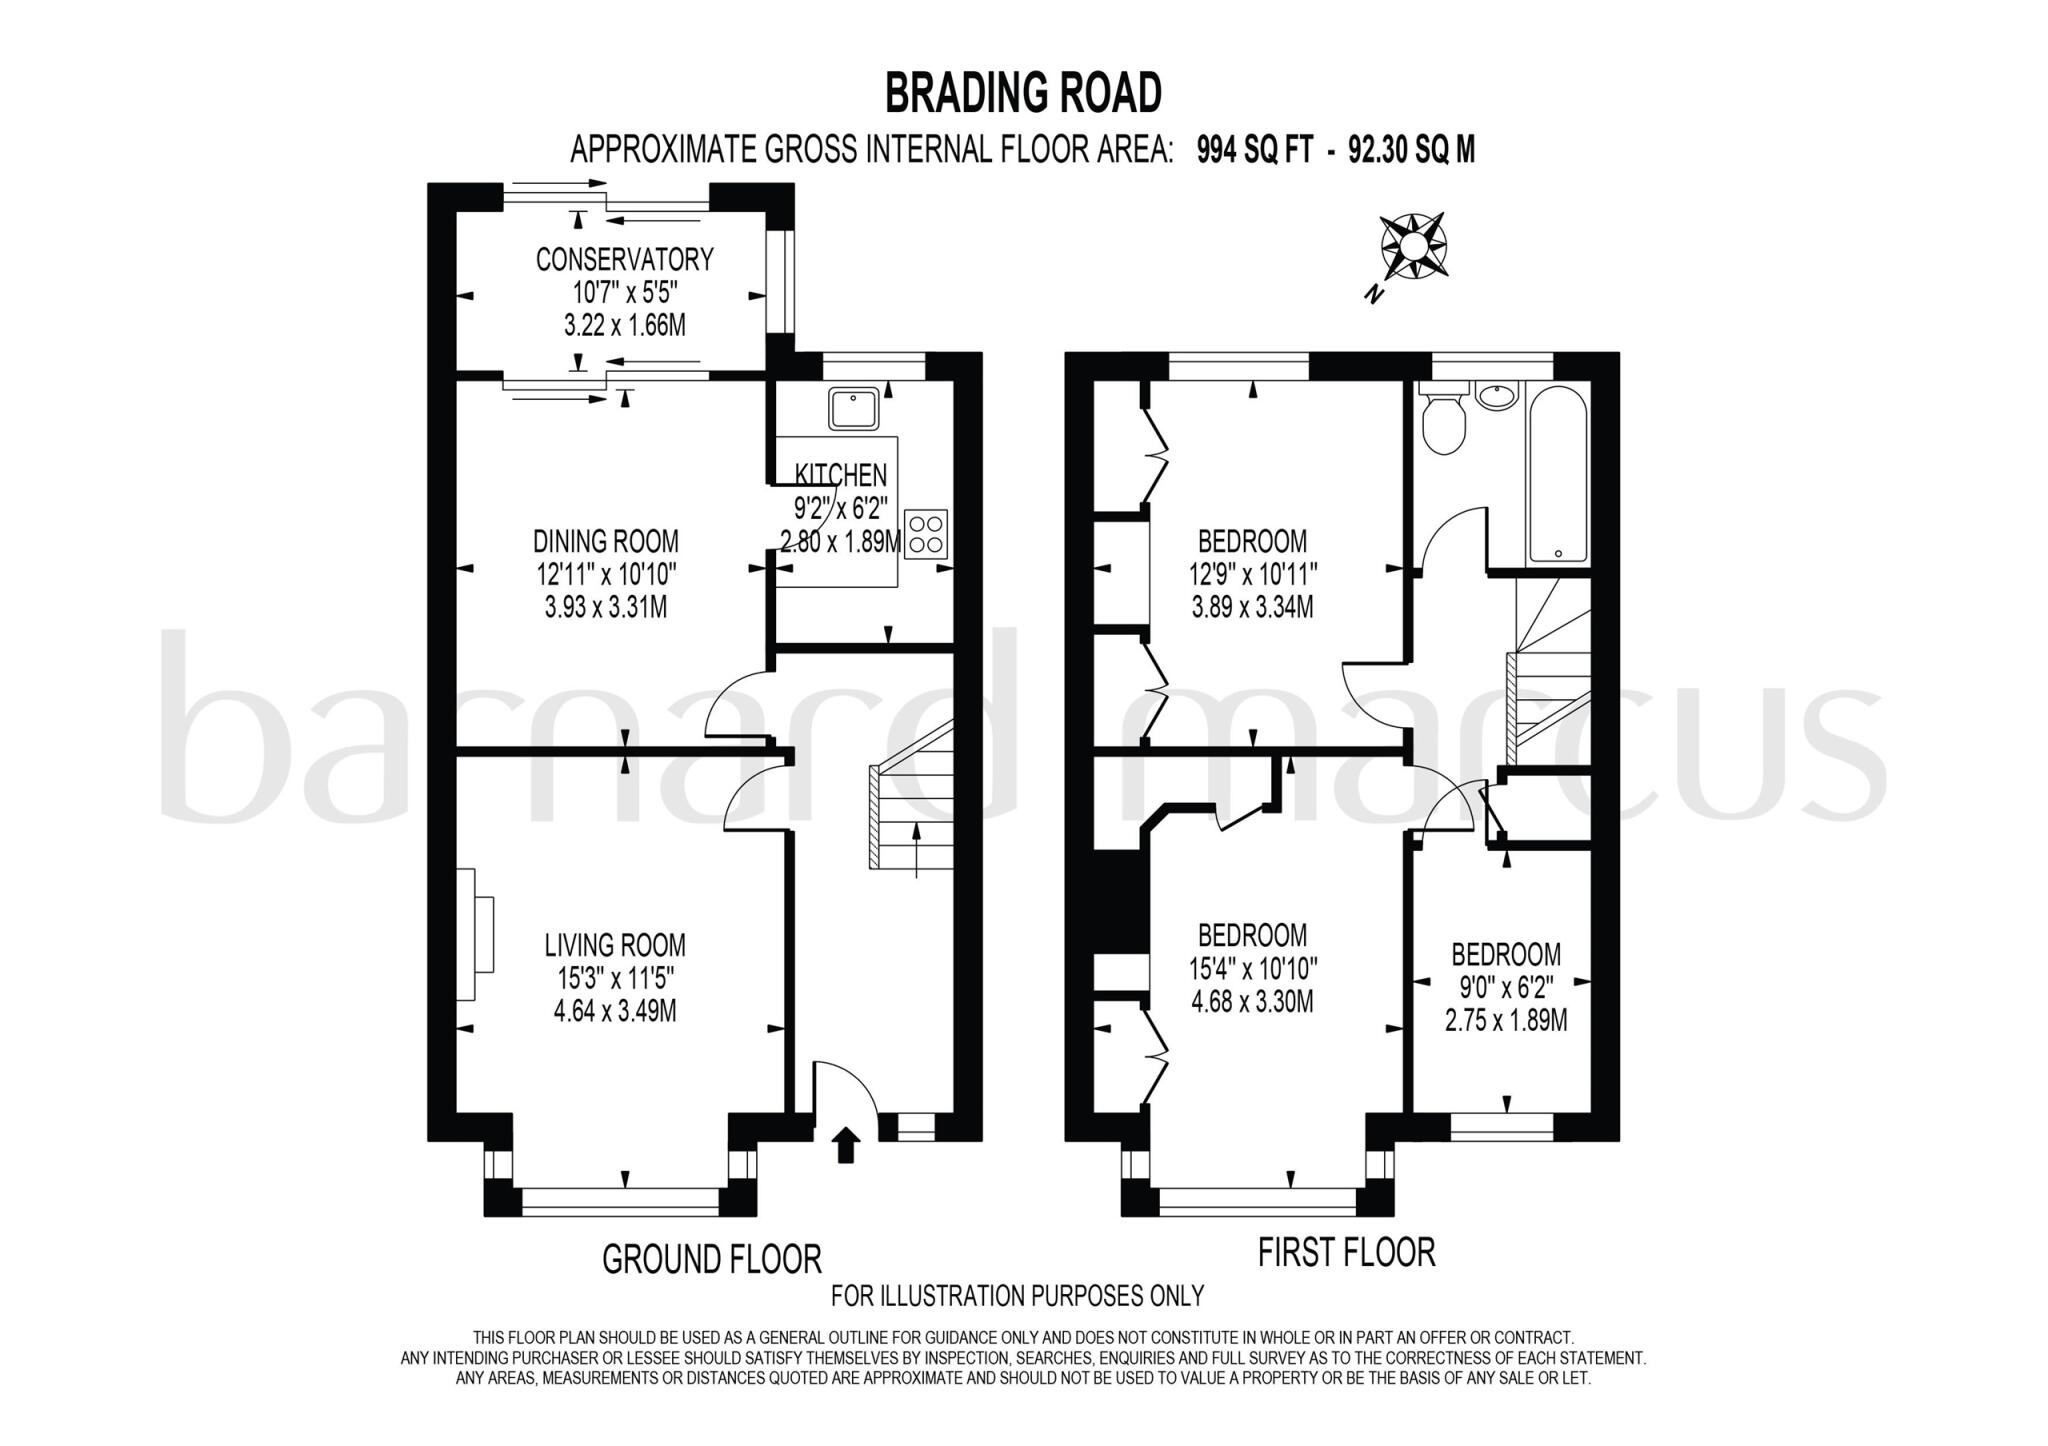 BRADING ROAD
APPROXIMATE GROSS INTERNAL FLOOR AREA: 994 SQ FT - 92.30 SQ M
N
CONSERVATORY
10'7" x 5'5"
3.22 x 1.66M
KITCHEN
9'2" x 6'2"
2.80 x 1.89M
DINING ROOM
12'11" x 10'10"
3.93 x 3.31M
BEDROOM
12'9" x 10'11"
3.89 x 3.34M
barnard marcus
LIVING ROOM
15'3" x 11'5"
4.64 x 3.49M
BEDROOM
15'4" x 10'10"
4.68 x 3.30M
BEDROOM
9'0" x 6'2"
2.75 x 1.89M
GROUND FLOOR
FIRST FLOOR
FOR ILLUSTRATION PURPOSES ONLY
THIS FLOOR PLAN SHOULD BE USED AS A GENERAL OUTLINE FOR GUIDANCE ONLY AND DOES NOT CONSTITUTE IN WHOLE OR IN PART AN OFFER OR CONTRACT.
ANY INTENDING PURCHASER OR LESSEE SHOULD SATISFY THEMSELVES BY INSPECTION, SEARCHES, ENQUIRIES AND FULL SURVEY AS TO THE CORRECTNESS OF EACH STATEMENT.
ANY AREAS, MEASUREMENTS OR DISTANCES QUOTED ARE APPROXIMATE AND SHOULD NOT BE USED TO VALUE A PROPERTY OR BE THE BASIS OF ANY SALE OR LET.